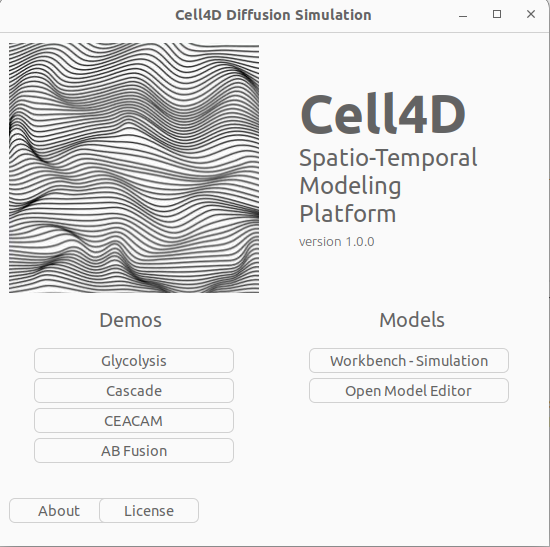 Cell4D Diffusion Simulation
Cell4D
Spatio-Temporal
Modeling
Platform
version 1.0.0
Demos
Glycolysis
Cascade
CEACAM
AB Fusion
Models
Workbench - Simulation
Open Model Editor
About
License